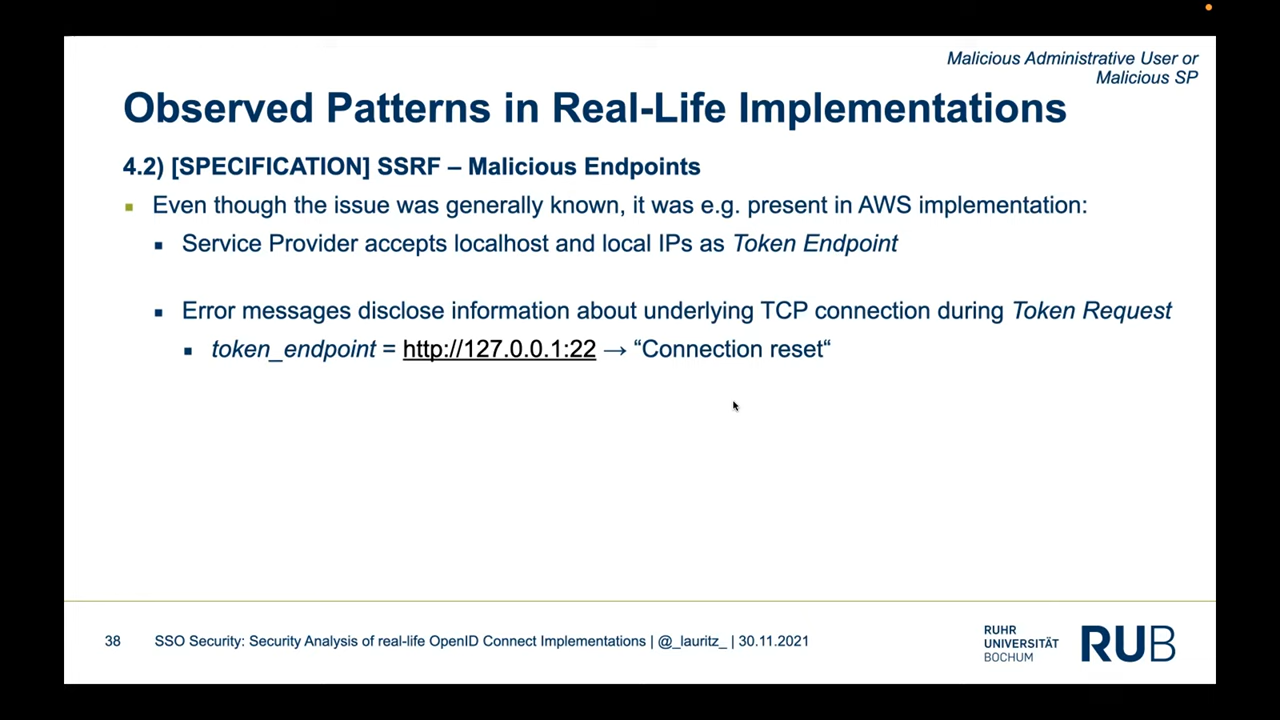 Malicious Administrative User or
Malicious SP
Observed Patterns in Real-Life Implementations
4.2) [SPECIFICATION] SSRF – Malicious Endpoints
Even though the issue was generally known, it was e.g. present in AWS implementation:
Service Provider accepts localhost and local IPs as Token Endpoint
Error messages disclose information about underlying TCP connection during Token Request
token_endpoint = http://127.0.0.1:22 → “Connection reset“
38 SSO Security: Security Analysis of real-life OpenID Connect Implementations | @_lauritz_ | 30.11.2021
RUHR
UNIVERSITÄT
BOCHUM
RUB